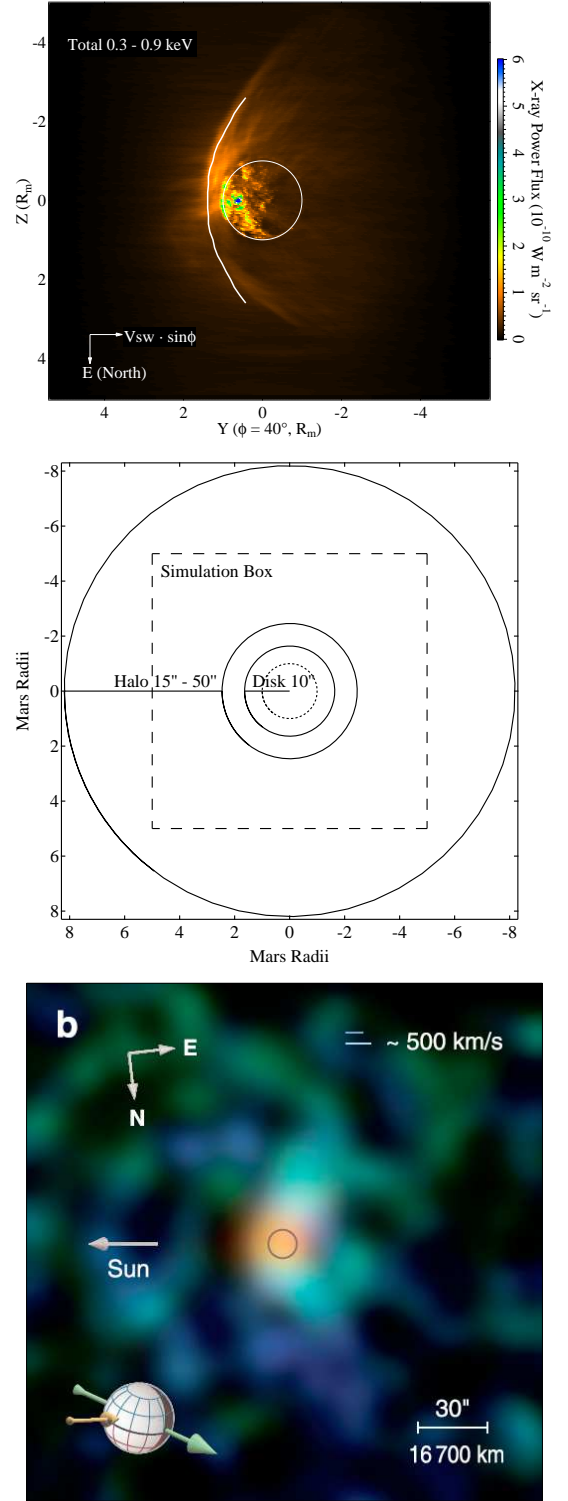 -4
-2
0
2
4
Z (Rm)
Total 0.3 - 0.9 keV
Vsw · sinϕ
E (North)
4 2 0 -2 -4
Y (ϕ = 40°, Rm)
6
5
4
3
2
1
0
X-ray Power Flux (10^-10 W m^-2 sr^-1)
-8
-6
-4
-2
0
2
4
6
8
Mars Radii
Simulation Box
Halo 15" - 50" Disk 10"
8 6 4 2 0 -2 -4 -6 -8
Mars Radii
b
E
N
~ 500 km/s
Sun
30"
16 700 km